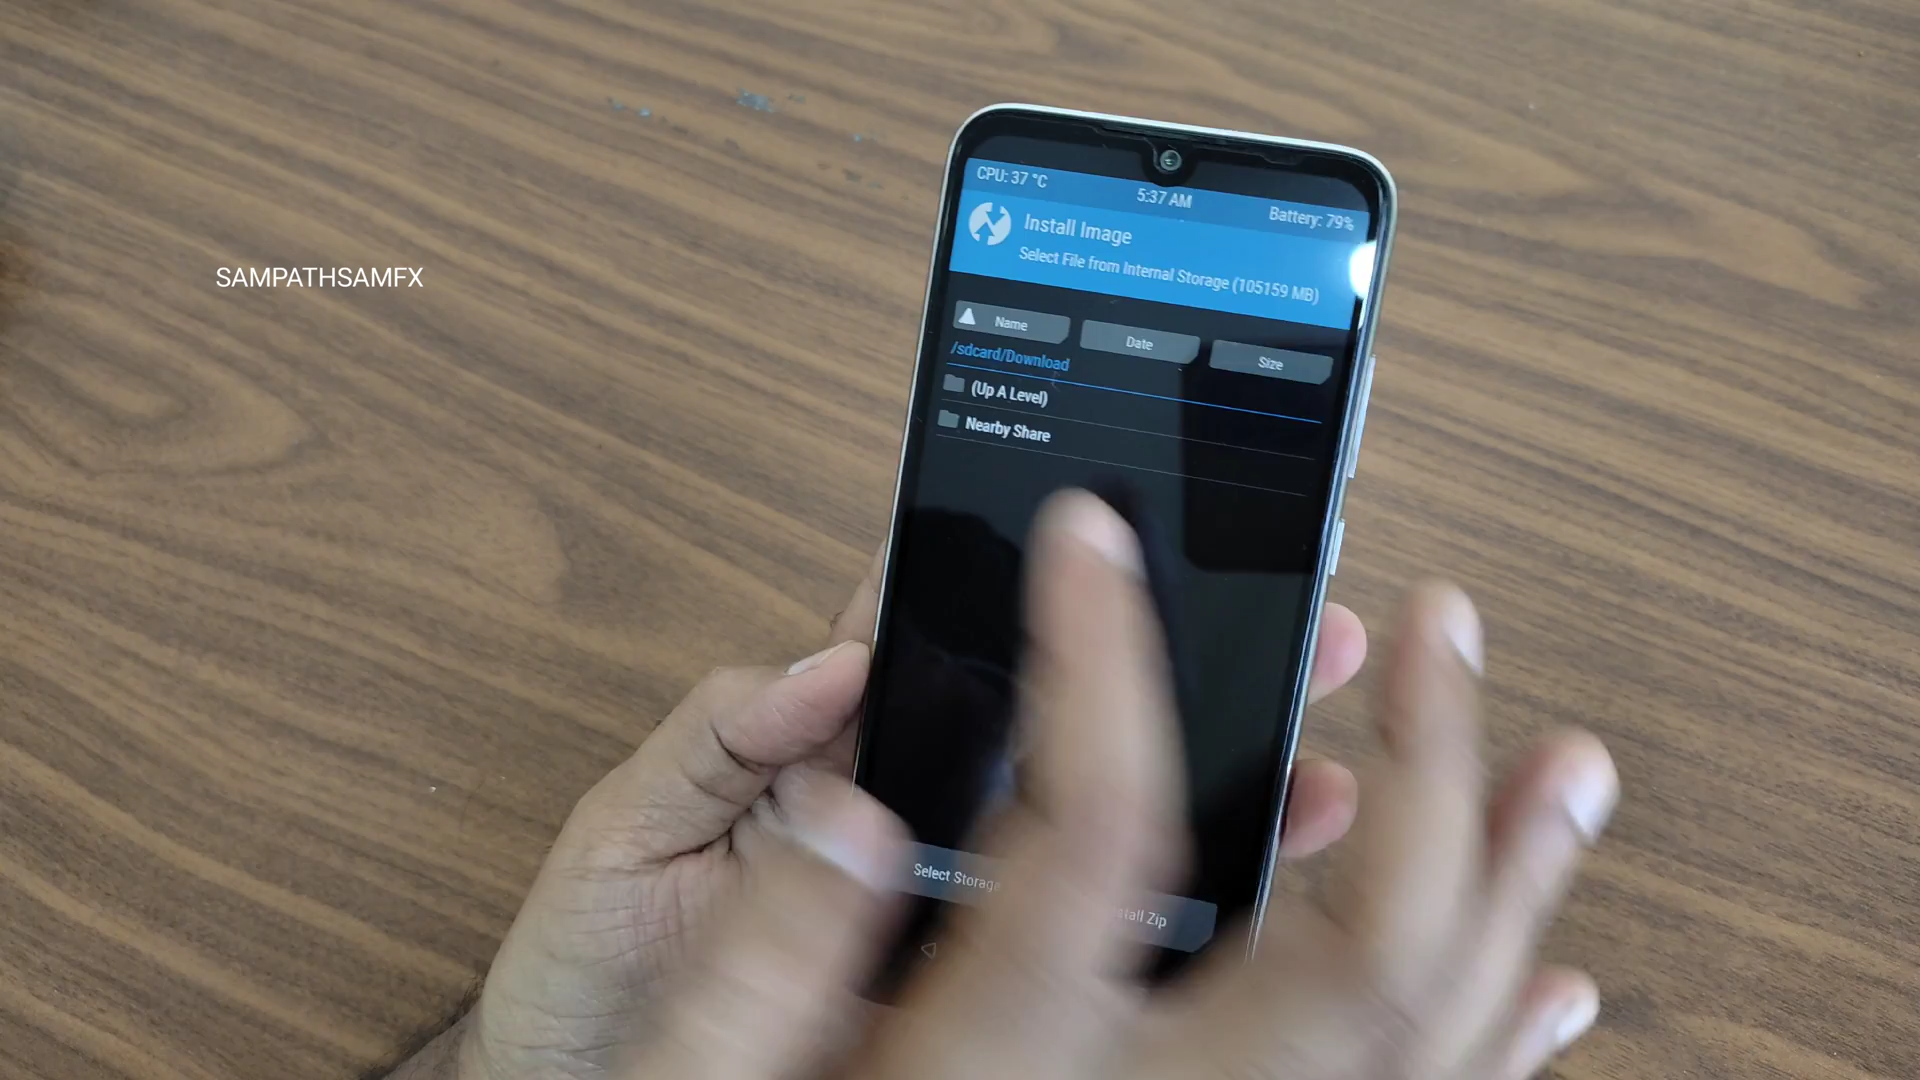 SAMPATHSAMFX
CPU: 37 °C
5:37 AM
Battery: 79%
Install Image
Select File from Internal Storage (105159 MB)
Name
Date
Size
/sdcard/Download
(Up A Level)
Nearby Share
Select Storage
Zip